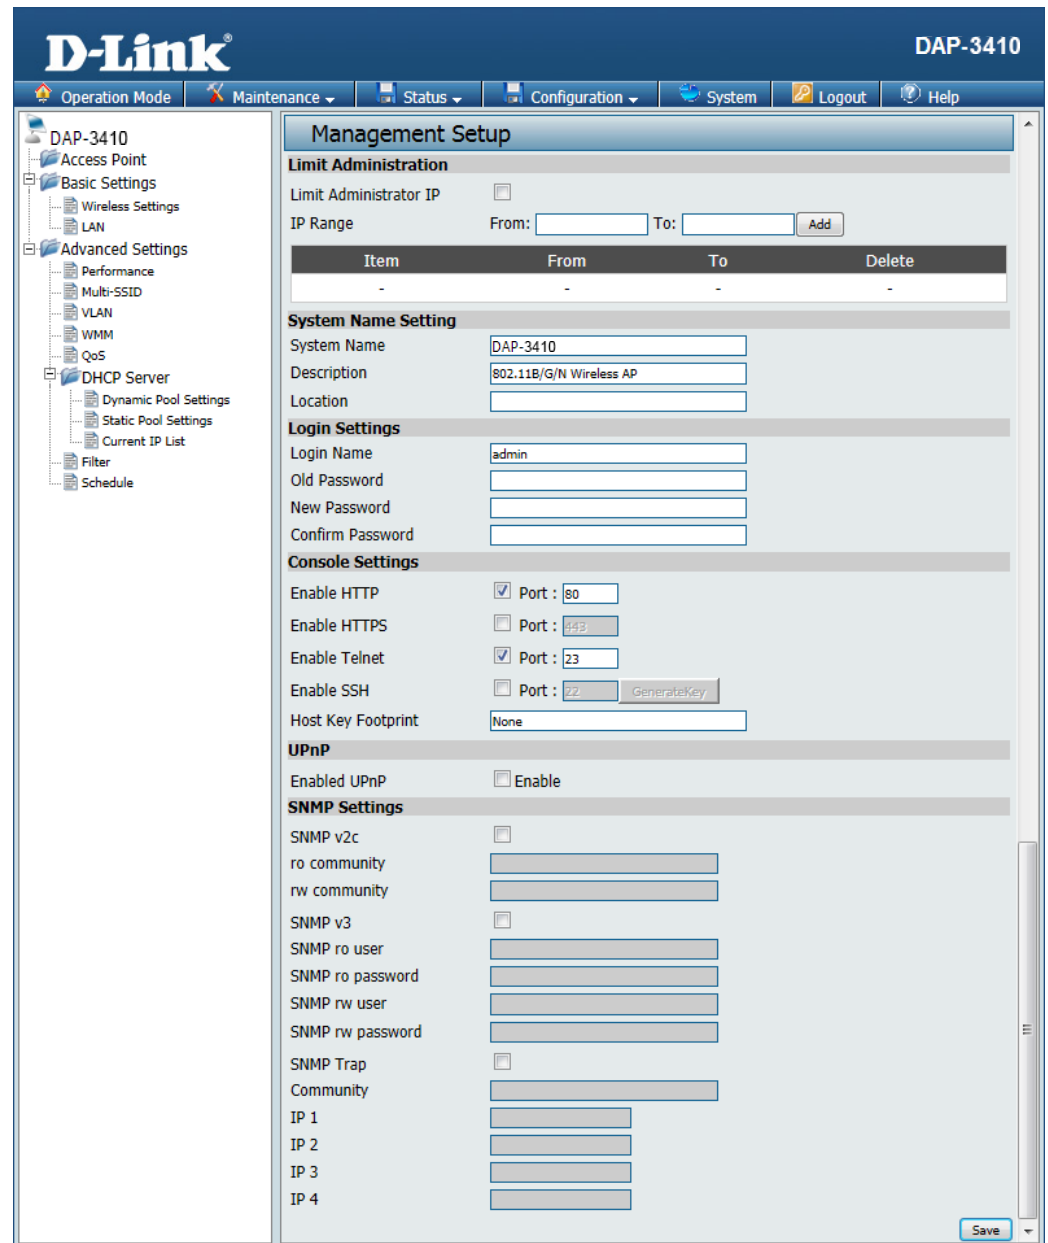 D-Link®
DAP-3410
Operation Mode Maintenance Status Configuration System Logout Help
DAP-3410
Access Point
Basic Settings
Wireless Settings
LAN
Advanced Settings
Performance
Multi-SSID
VLAN
WMM
QoS
DHCP Server
Dynamic Pool Settings
Static Pool Settings
Current IP List
Filter
Schedule
Management Setup
Limit Administration
Limit Administrator IP
IP Range From: To: Add
Item From To Delete
- - - -
System Name Setting
System Name DAP-3410
Description 802.11B/G/N Wireless AP
Location
Login Settings
Login Name admin
Old Password
New Password
Confirm Password
Console Settings
Enable HTTP Port : 80
Enable HTTPS Port : 443
Enable Telnet Port : 23
Enable SSH Port : 22 GenerateKey
Host Key Footprint None
UPnP
Enabled UPnP Enable
SNMP Settings
SNMP v2c
ro community
rw community
SNMP v3
SNMP ro user
SNMP ro password
SNMP rw user
SNMP rw password
SNMP Trap
Community
IP 1
IP 2
IP 3
IP 4
Save